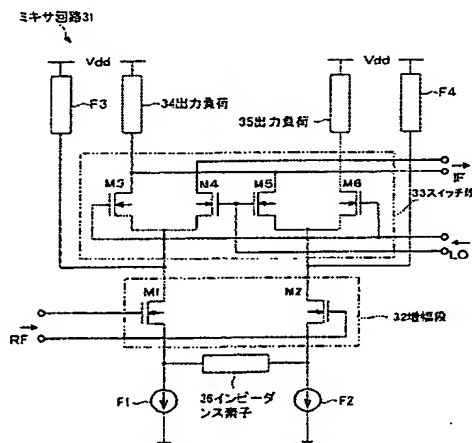 ミキサ回路31
Vdd
Vdd
F3
34出力負荷
35出力負荷
F4
IF
33スイッチ段
M3
M4
M5
M6
LO
M1
M2
32増幅段
RF
36インピーダ
ンス素子
F1
F2